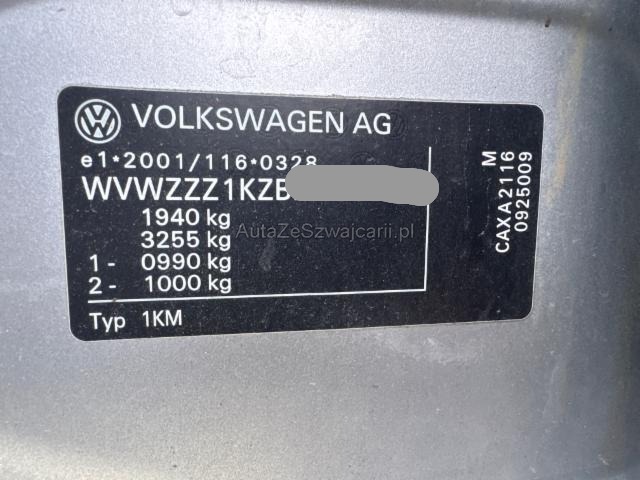 VOLKSWAGEN AG
e1*2001/116*0328
WVWZZZ1KZB
1940 kg
3255 kg
1- 0990 kg
2- 1000 kg
Typ 1KM
M
CAXA2116
0925009
AutaZeSzwajcarii.pl